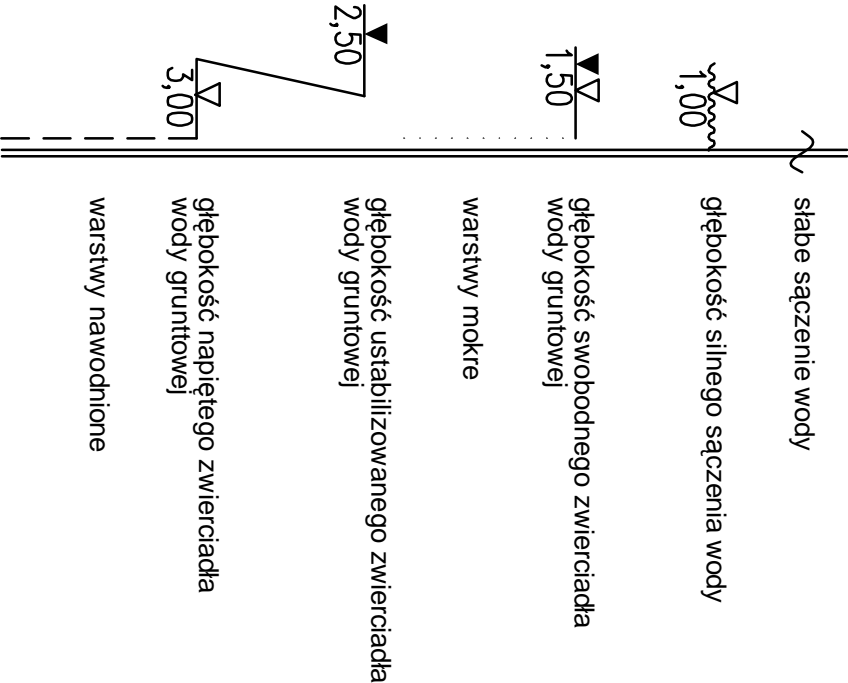 słabe sączenie wody
1,00
głębokość silnego sączenia wody
1,50
głębokość swobodnego zwierciadła
wody gruntowej
warstwy mokre
2,50
głębokość ustabilizowanego zwierciadła
wody gruntowej
3,00
głębokość napiętego zwierciadła
wody grunttowej
warstwy nawodnione